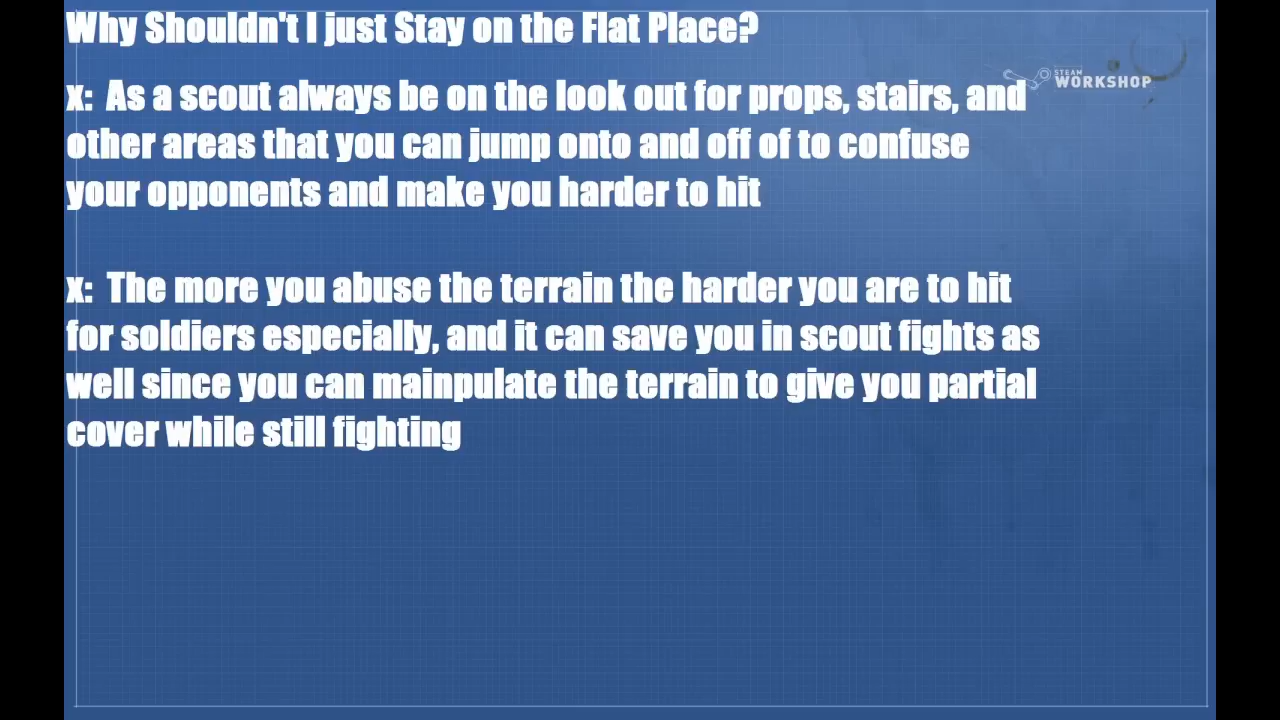 Why Shouldn't I just Stay on the Flat Place?
STEAM
WORKSHOP
x: As a scout always be on the look out for props, stairs, and
other areas that you can jump onto and off of to confuse
your opponents and make you harder to hit
x: The more you abuse the terrain the harder you are to hit
for soldiers especially, and it can save you in scout fights as
well since you can mainpulate the terrain to give you partial
cover while still fighting